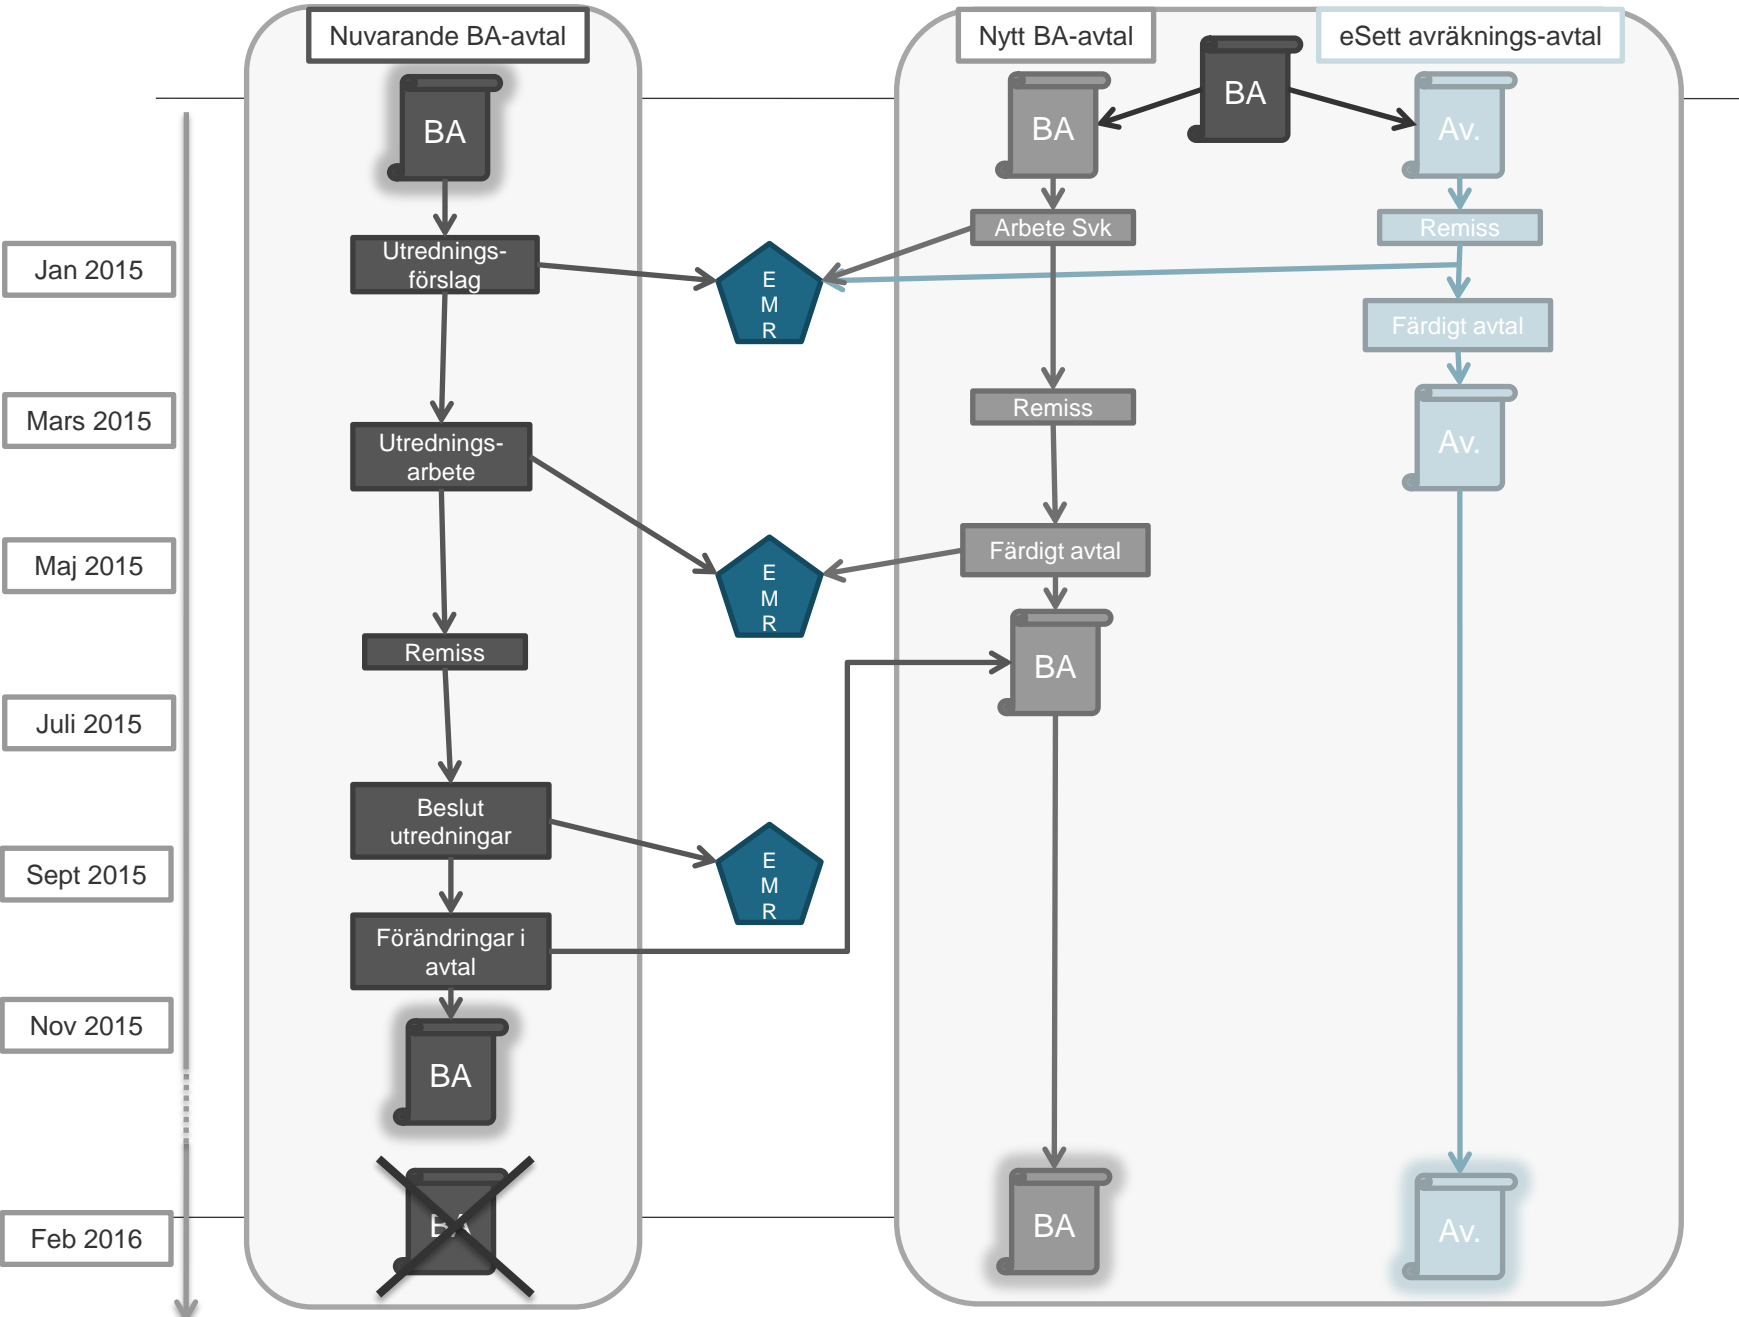 Nuvarande BA-avtal
Nytt BA-avtal
eSett avräknings-avtal
BA
BA
BA
Av.
Arbete Svk
Remiss
Utrednings-
förslag
Jan 2015
E
M
R
Färdigt avtal
Mars 2015
Remiss
Utrednings-
arbete
Av.
Färdigt avtal
Maj 2015
E
M
R
Remiss
BA
Juli 2015
Beslut
utredningar
E
M
R
Sept 2015
Förändringar i
avtal
Nov 2015
BA
Feb 2016
BA
BA
Av.